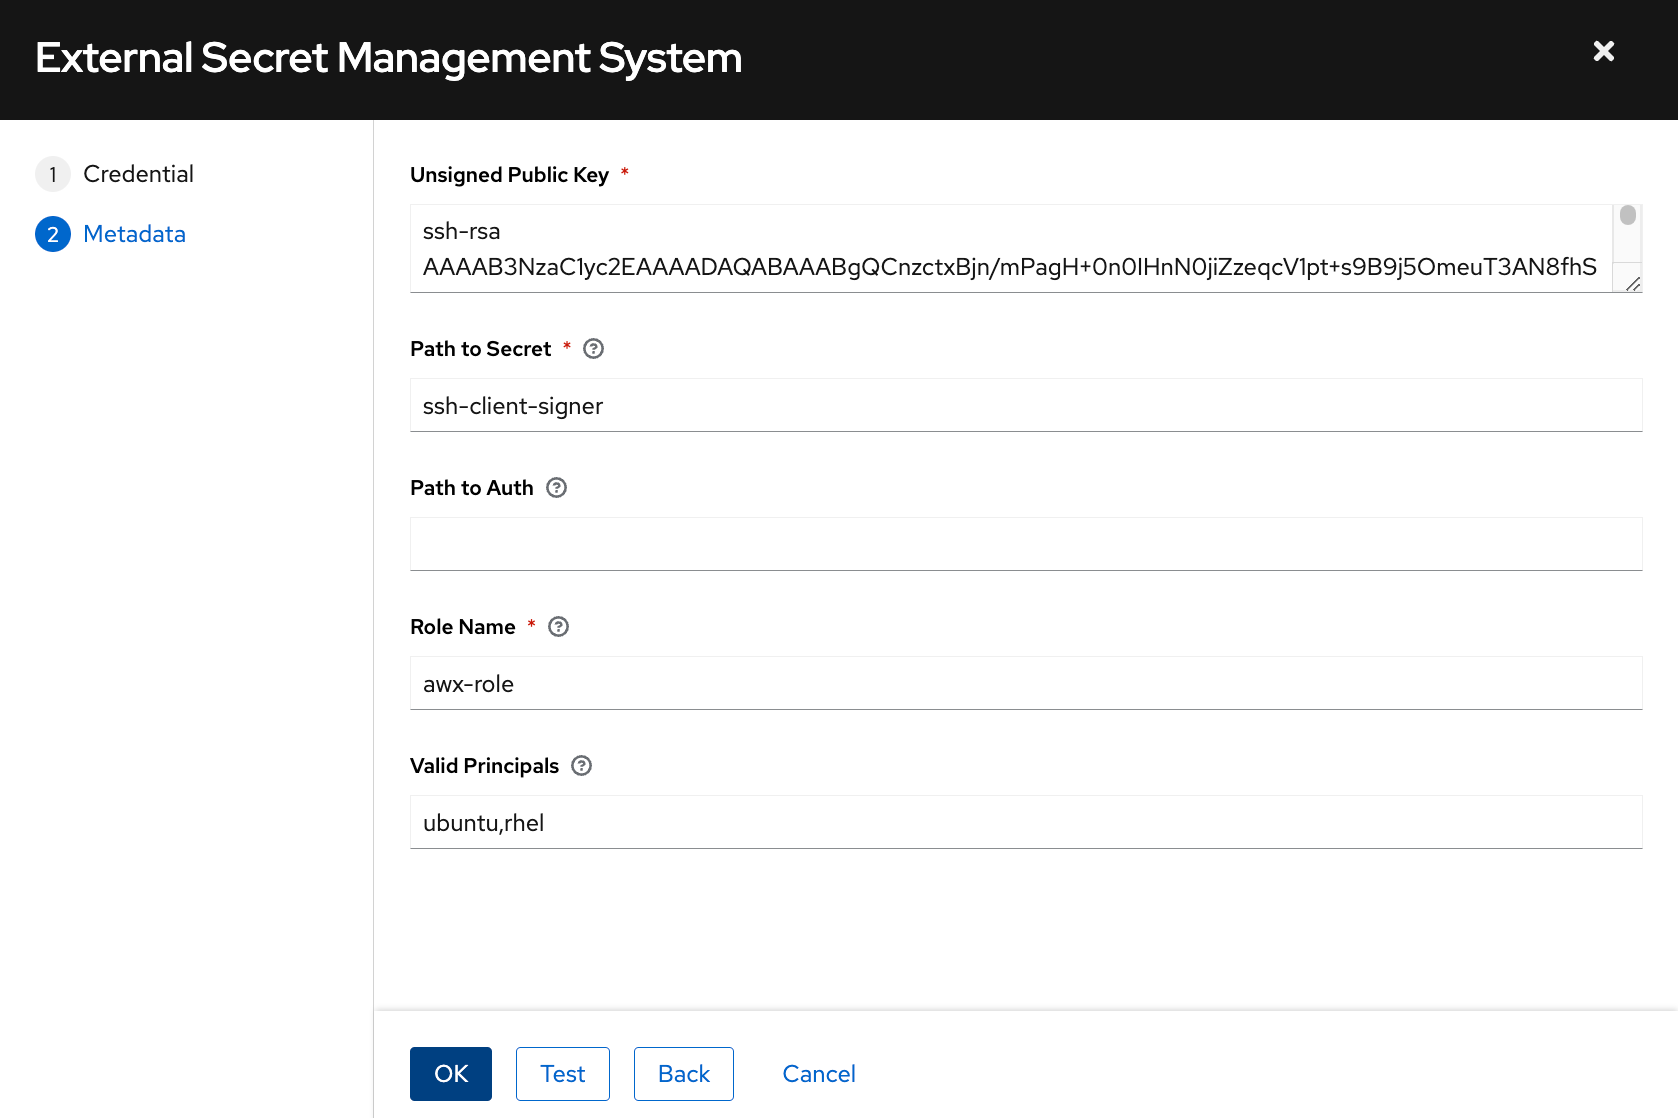 External Secret Management System
1 Credential
2 Metadata
Unsigned Public Key *
ssh-rsa
AAAAB3NzaC1yc2EAAAADAQABAAABgQCnzctxBjn/mPagH+0n0IHnN0jiZzeqcV1pt+s9B9j5OmeuT3AN8fhS
Path to Secret *
ssh-client-signer
Path to Auth
Role Name *
awx-role
Valid Principals
ubuntu,rhel
OK Test Back Cancel